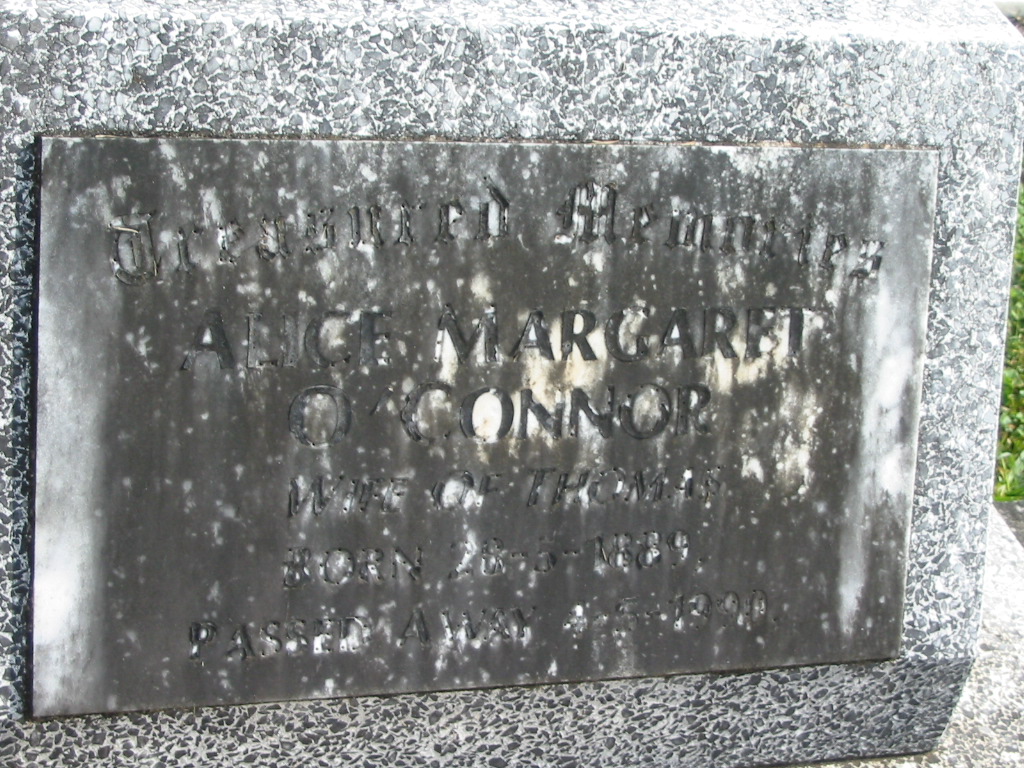 Treasured Memories
ALICE MARGARET
O'CONNOR
WIFE OF THOMAS
BORN 28-5-1889,
PASSED AWAY 4-5-1990.